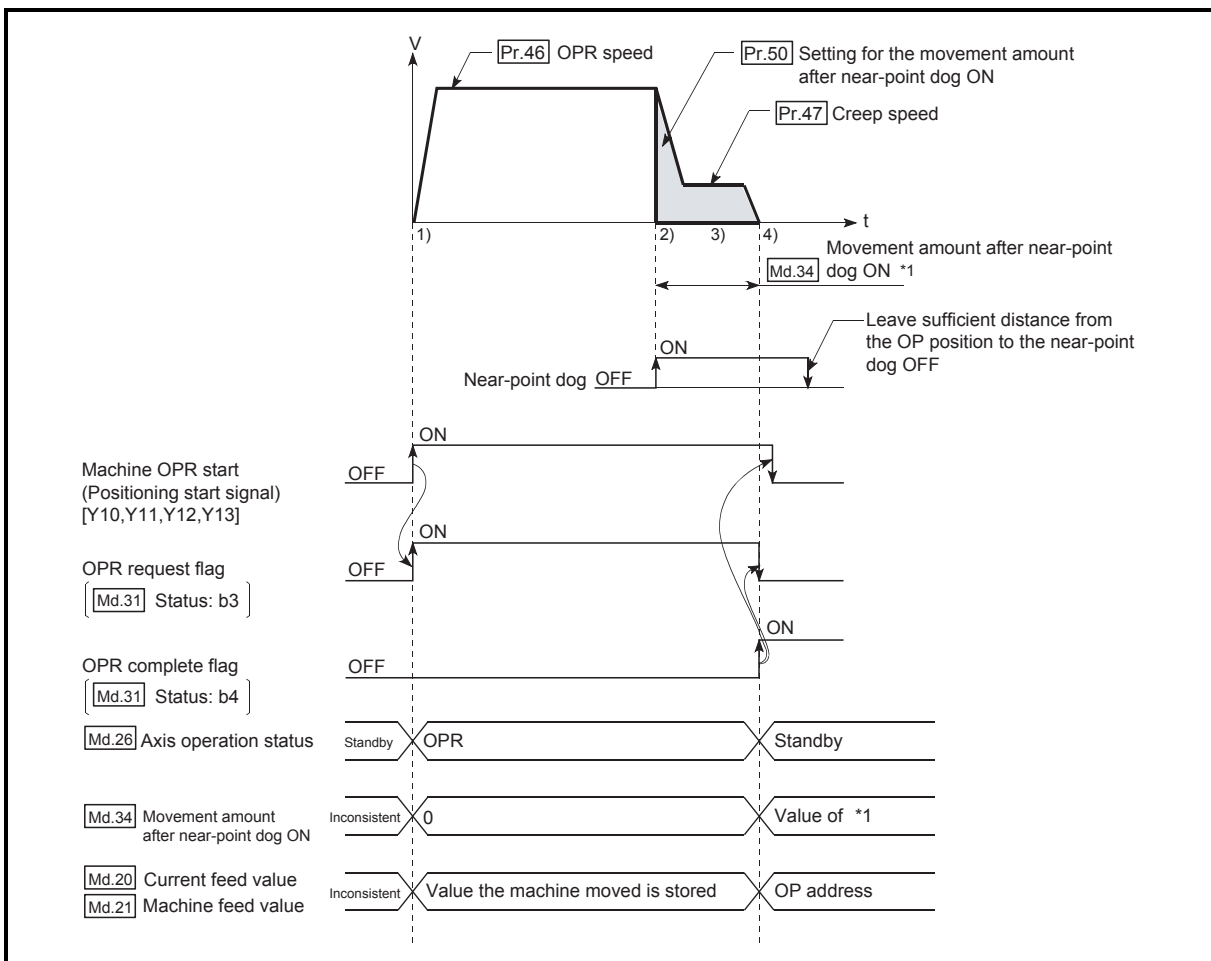 V
Pr.46 OPR speed
Pr.50 Setting for the movement amount
after near-point dog ON
Pr.47 Creep speed
t
1)
2)
3)
4)
Movement amount after near-point
Md.34 dog ON *1
Leave sufficient distance from
the OP position to the near-point
dog OFF
ON
Near-point dog OFF
ON
Machine OPR start
(Positioning start signal)
[Y10,Y11,Y12,Y13]
OFF
ON
OPR request flag
OFF
Md.31 Status: b3
ON
OPR complete flag
OFF
Md.31 Status: b4
Md.26 Axis operation status Standby OPR Standby
Md.34 Movement amount
after near-point dog ON
Inconsistent 0 Value of *1
Md.20 Current feed value
Md.21 Machine feed value
Inconsistent Value the machine moved is stored OP address